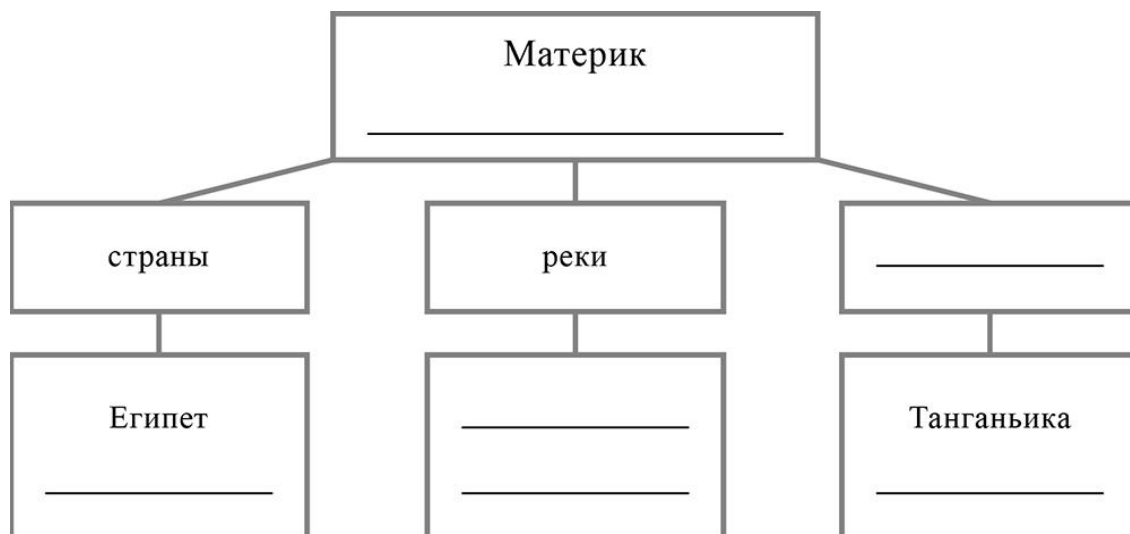 Материк
страны
реки
Египет
Танганьика